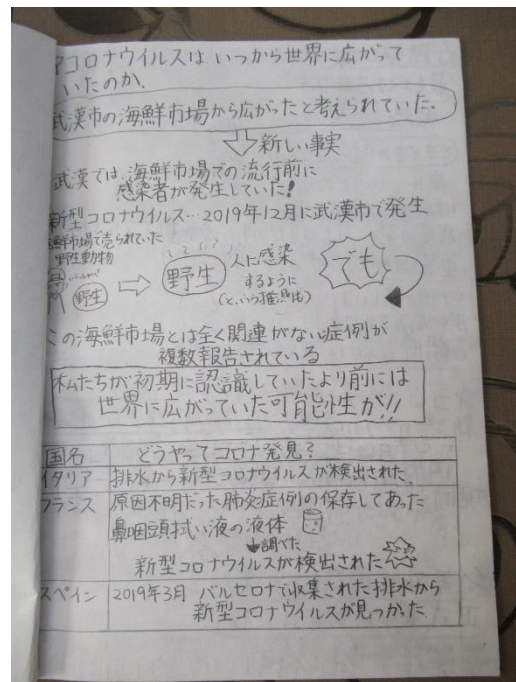 コロナウイルスは いつから世界に広がって
いたのか。
武漢市の海鮮市場から広がったと考えられていた。
新しい事実
武漢では、海鮮市場での流行前に
感染者が発生していた!
新型コロナウイルス…2019年12月に武漢市で発生
鮮市場で売られていた
野生動物
野生
野生
人に感染
するように
(という推測も)
でも
この海鮮市場とは全く関連がない症例が
複数報告されている
私たちが初期に認識していたより前には
世界に広がっていた可能性が!!
国名 どうやってコロナ発見?
イタリア 排水から新型コロナウイルスが検出された。
フランス 原因不明だった肺炎症例の保存してあった
鼻咽頭拭い液の液体
調べた
新型コロナウイルスが検出された
スペイン 2019年3月 バルセロナで収集された排水から
新型コロナウイルスが見つかった